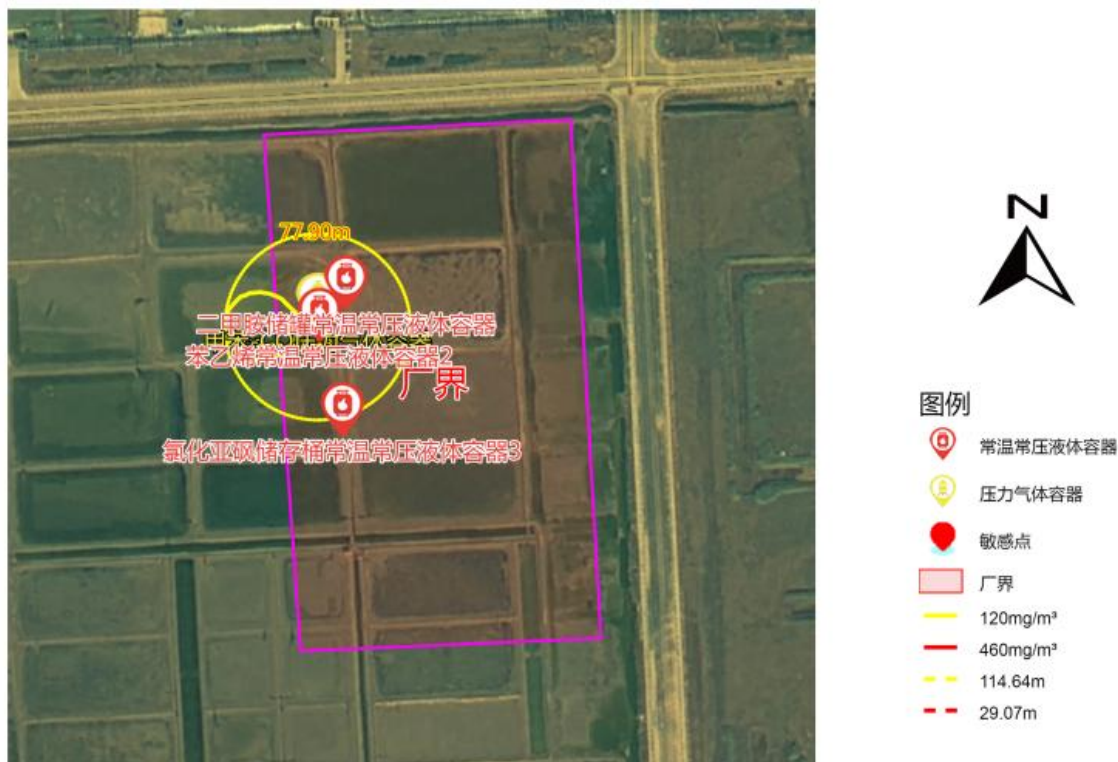 77.90m
二甲胺储罐常温常压液体容器
苯乙烯常温常压液体容器2
厂界
氯化亚砜储存桶常温常压液体容器3
N
图例
常温常压液体容器
压力气体容器
敏感点
厂界
120mg/m³
460mg/m³
114.64m
29.07m